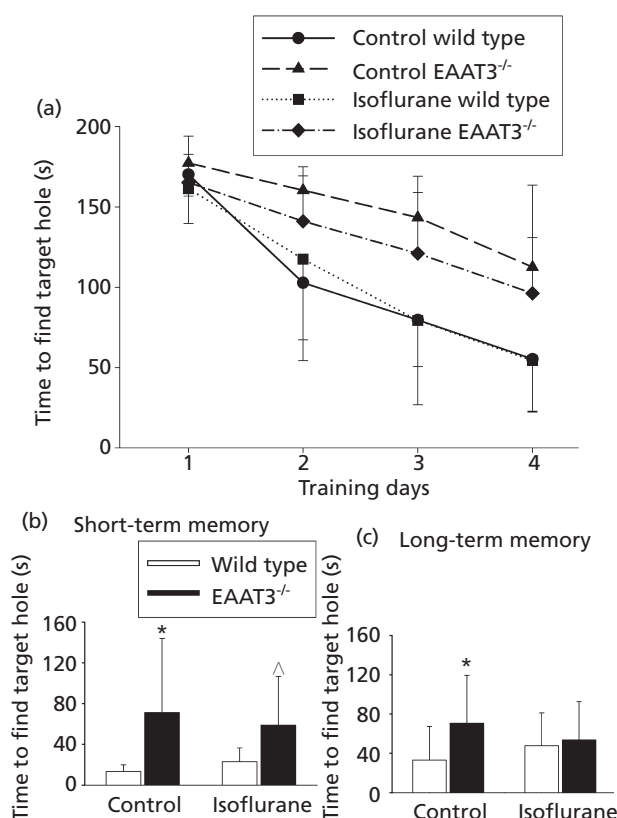 Control wild type
Control EAAT3-/-
Isoflurane wild type
Isoflurane EAAT3-/-
(a)
200
150
100
50
0
Time to find target hole (s)
1 2 3 4
Training days
(b) Short-term memory
Wild type
EAAT3-/-
160
120
80
40
0
Time to find target hole (s)
*
^
Control Isoflurane
(c) Long-term memory
160
120
80
40
0
Time to find target hole (s)
*
Control Isoflurane